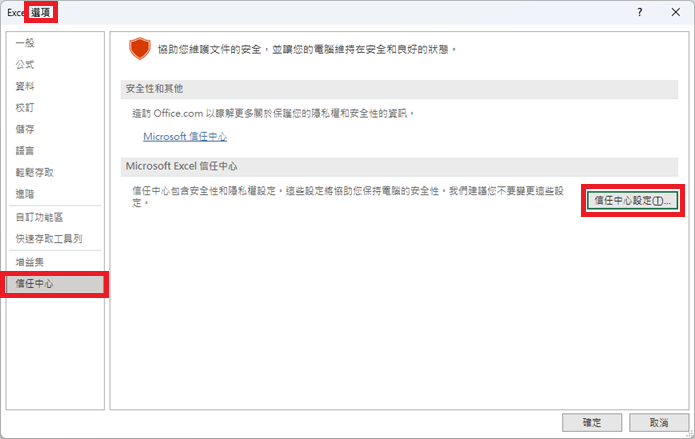 Excel 選項
?
一般
公式
資料
校訂
儲存
語言
輕鬆存取
進階
自訂功能區
快速存取工具列
增益集
信任中心
協助您維護文件的安全，並讓您的電腦維持在安全和良好的狀態。
安全性和其他
造訪 Office.com 以瞭解更多關於保護您的隱私權和安全性的資訊。
Microsoft 信任中心
Microsoft Excel 信任中心
信任中心包含安全性和隱私權設定。這些設定將協助您保持電腦的安全性。我們建議您不要變更這些設
定。
信任中心設定(T)...
確定
取消